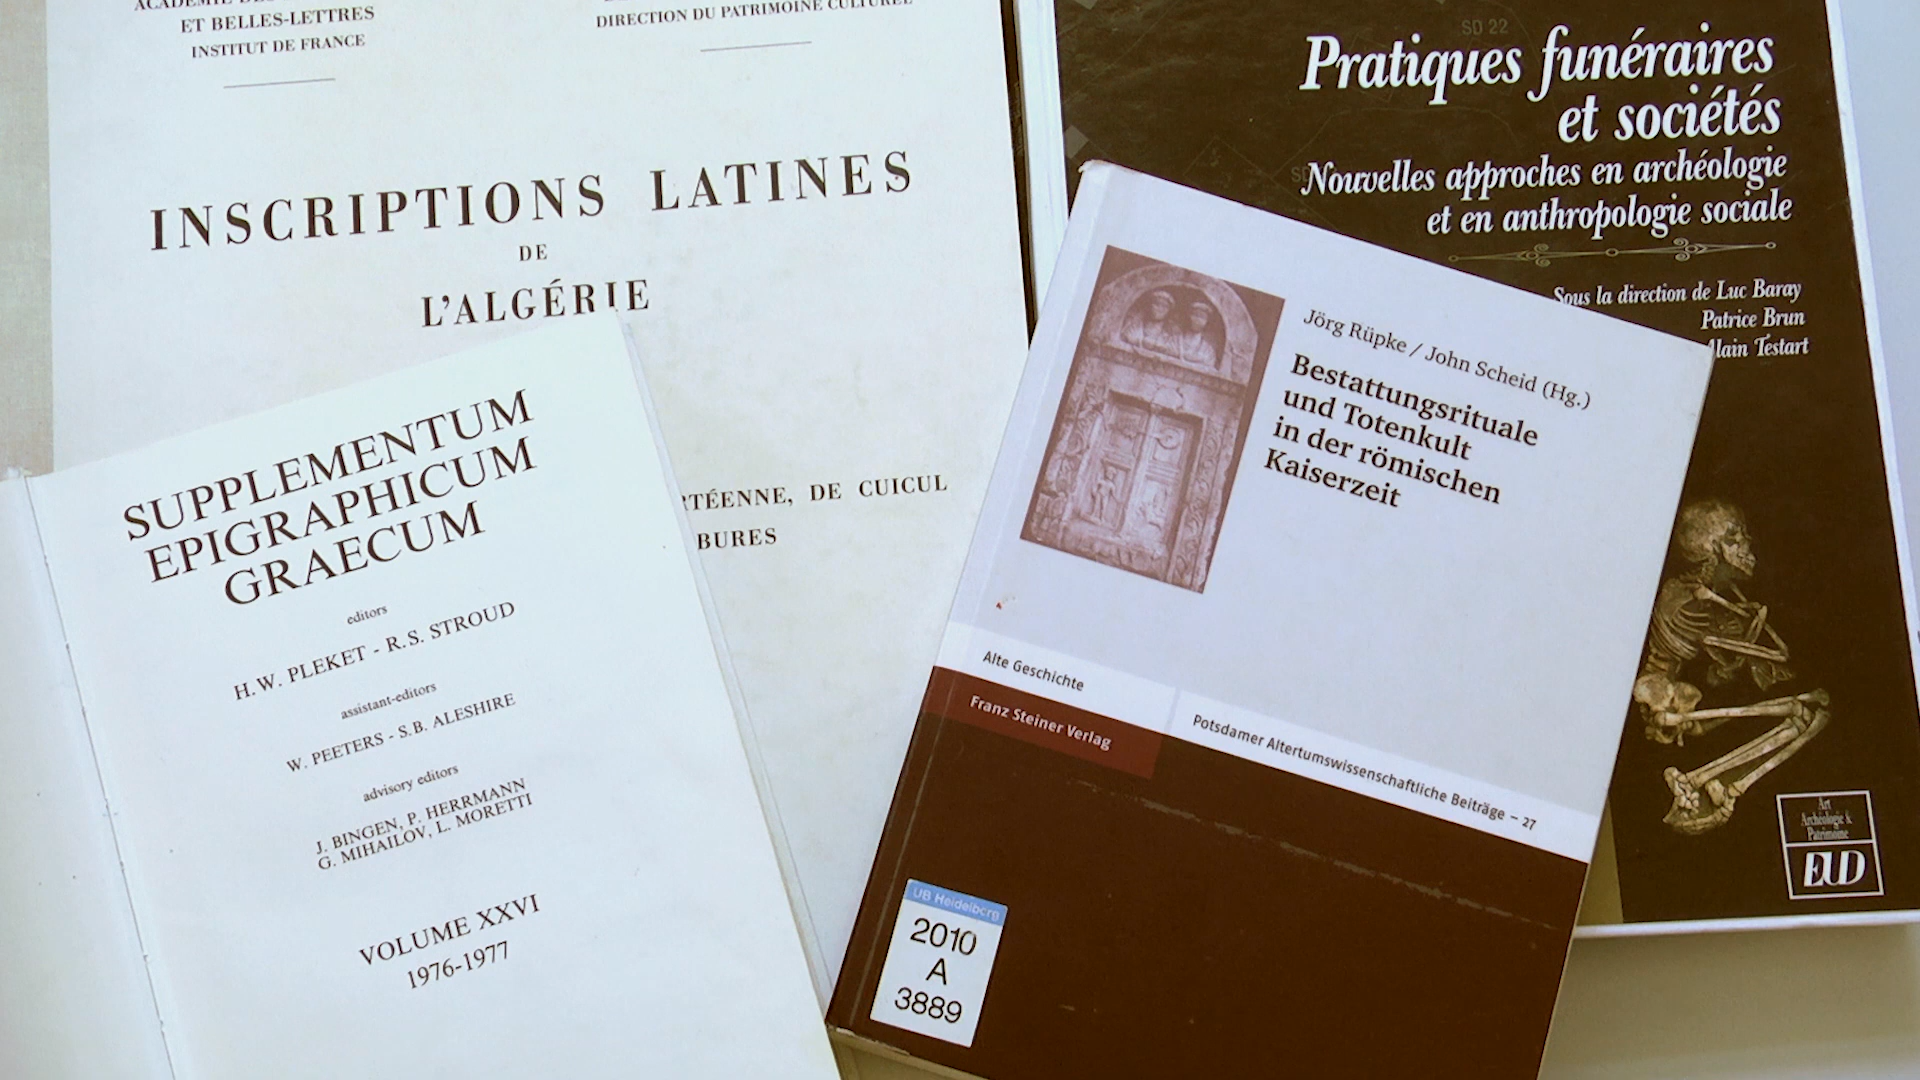 ET BELLES-LETTRES
INSTITUT DE FRANCE
DIRECTION DU PATRIMOINE CULTUREL
INSCRIPTIONS LATINES
DE
L'ALGÉRIE
RTÉENNE, DE CUICUL
BURES
SUPPLEMENTUM
EPIGRAPHICUM
GRAECUM
editors
H.W. PLEKET - R.S. STROUD
assistant-editors
W. PEETERS - S.B. ALESHIRE
advisory editors
J. BINGEN, P. HERRMANN
G. MIHAILOV, L. MORETTI
VOLUME XXVI
1976-1977
Jörg Rüpke / John Scheid (Hg.)
Bestattungsrituale
und Totenkult
in der römischen
Kaiserzeit
Alte Geschichte
Franz Steiner Verlag
Potsdamer Altertumswissenschaftliche Beiträge – 27
UB Heidelberg
2010
A
3889
SD 22
Pratiques funéraires
et sociétés
Nouvelles approches en archéologie
et en anthropologie sociale
Sous la direction de Luc Baray
Patrice Brun
Alain Testart
Art
Archéologie &
Patrimoine
EUD